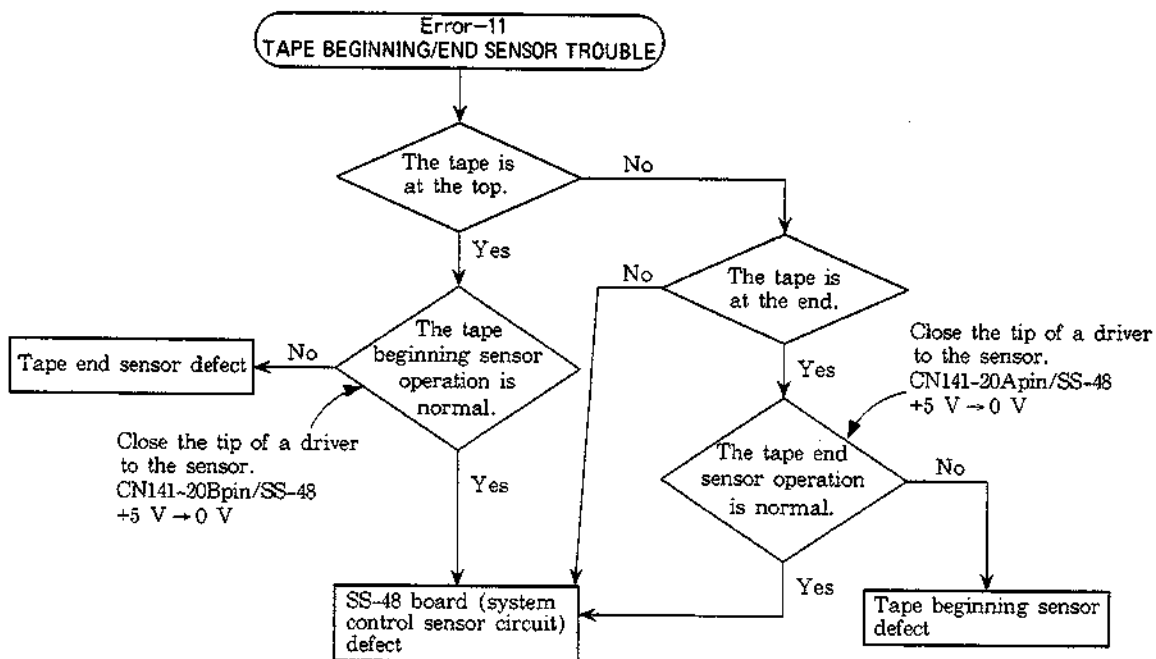 Error-11
TAPE BEGINNING/END SENSOR TROUBLE
The tape is
at the top.
No
Yes
No
The tape is
at the end.
The tape
beginning sensor
operation is
normal.
No
Tape end sensor defect
Close the tip of a driver
to the sensor.
CN141-20Bpin/SS-48
+5 V → 0 V
Yes
Yes
Close the tip of a driver
to the sensor.
CN141-20Apin/SS-48
+5 V → 0 V
The tape end
sensor operation
is normal.
No
Yes
SS-48 board (system
control sensor circuit)
defect
Tape beginning sensor
defect